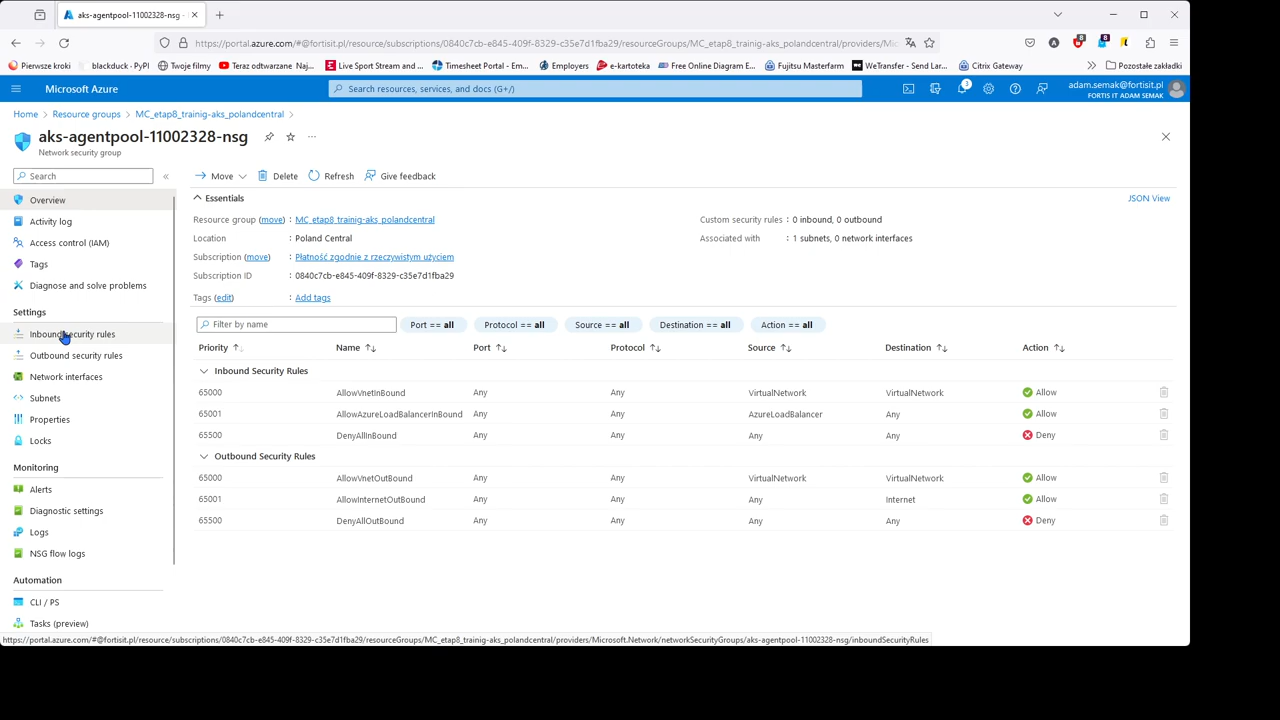 aks-agentpool-11002328-nsg -
https://portal.azure.com/#@fortisit.pl/resource/subscriptions/0840c7cb-e845-409f-8329-c35e7d1fba29/resourceGroups/MC_etap8_trainig-aks_polandcentral/providers/Mic
Pierwsze kroki blackduck · PyPI Twoje filmy Teraz odtwarzane: Naj... Live Sport Stream and ... Timesheet Portal - Em... Employers e-kartoteka Free Online Diagram E... Fujitsu Masterfarm WeTransfer - Send Lar... Citrix Gateway Pozostałe zakładki
Microsoft Azure
Search resources, services, and docs (G+/)
3
adam.semak@fortisit.pl
FORTIS IT ADAM SEMAK
Home > Resource groups > MC_etap8_trainig-aks_polandcentral >
aks-agentpool-11002328-nsg
Network security group
Search
Move Delete Refresh Give feedback
Overview
Activity log
Access control (IAM)
Tags
Diagnose and solve problems
Settings
Inbound security rules
Outbound security rules
Network interfaces
Subnets
Properties
Locks
Monitoring
Alerts
Diagnostic settings
Logs
NSG flow logs
Automation
CLI / PS
Tasks (preview)
Essentials
JSON View
Resource group (move) : MC_etap8_trainig-aks_polandcentral
Location : Poland Central
Subscription (move) : Płatność zgodnie z rzeczywistym użyciem
Subscription ID : 0840c7cb-e845-409f-8329-c35e7d1fba29
Tags (edit) : Add tags
Custom security rules : 0 inbound, 0 outbound
Associated with : 1 subnets, 0 network interfaces
Filter by name Port == all Protocol == all Source == all Destination == all Action == all
Priority Name Port Protocol Source Destination Action
Inbound Security Rules
65000 AllowVnetInBound Any Any VirtualNetwork VirtualNetwork Allow
65001 AllowAzureLoadBalancerInBound Any Any AzureLoadBalancer Any Allow
65500 DenyAllInBound Any Any Any Any Deny
Outbound Security Rules
65000 AllowVnetOutBound Any Any VirtualNetwork VirtualNetwork Allow
65001 AllowInternetOutBound Any Any Any Internet Allow
65500 DenyAllOutBound Any Any Any Any Deny
https://portal.azure.com/#@fortisit.pl/resource/subscriptions/0840c7cb-e845-409f-8329-c35e7d1fba29/resourceGroups/MC_etap8_trainig-aks_polandcentral/providers/Microsoft.Network/networkSecurityGroups/aks-agentpool-11002328-nsg/inboundSecurityRules